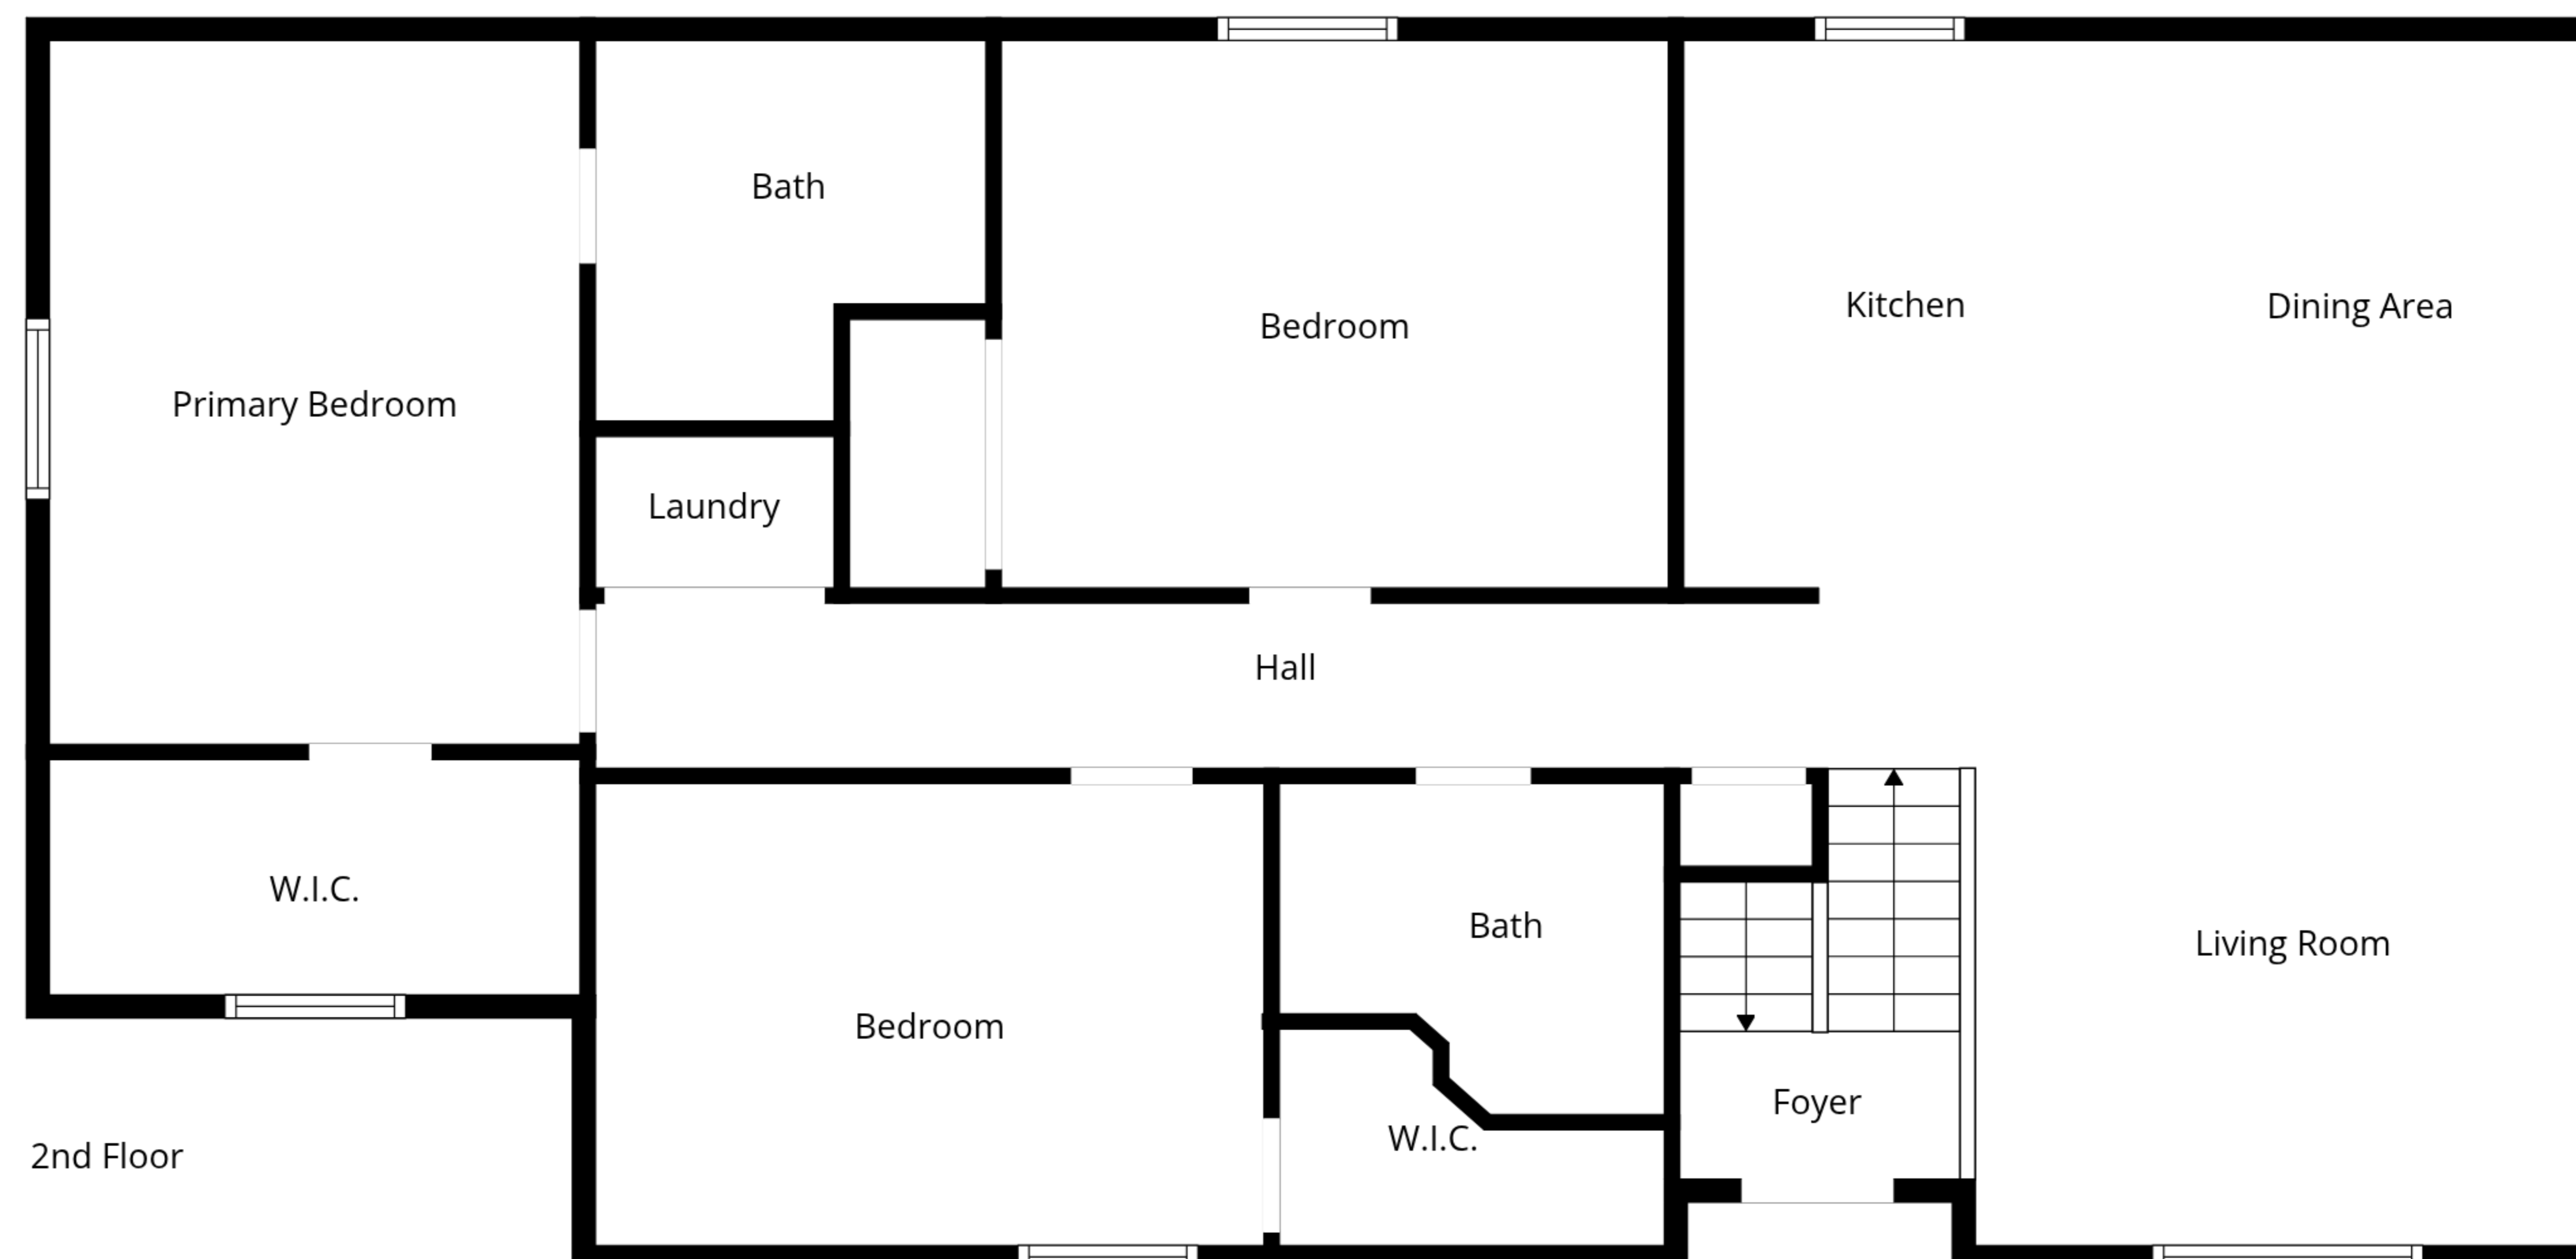 Bath
Kitchen
Dining Area
Bedroom
Primary Bedroom
Laundry
Hall
W.I.C.
Bath
Living Room
Bedroom
Foyer
W.I.C.
2nd Floor